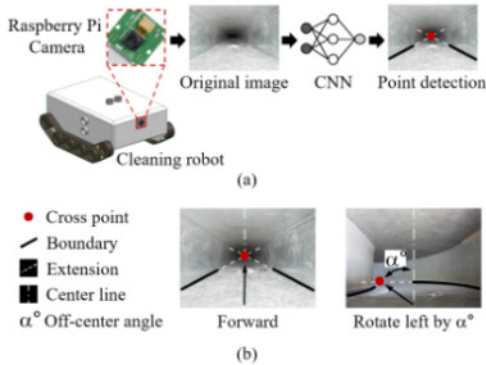 Raspberry Pi
Camera
Original image
CNN
Point detection
Cleaning robot
(a)
Cross point
Boundary
Extension
Center line
α° Off-center angle
α°
Forward
Rotate left by α°
(b)